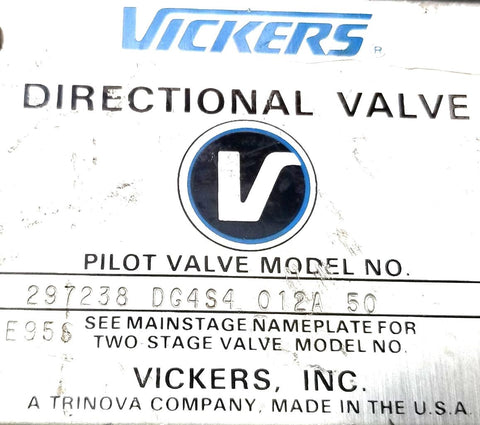 VICKERS®
DIRECTIONAL VALVE
V
PILOT VALVE MODEL NO.
297238 DG4S4 012A 50
E956 SEE MAINSTAGE NAMEPLATE FOR
TWO-STAGE VALVE, MODEL NO.
VICKERS, INC.
A TRINOVA COMPANY, MADE IN THE U.S.A